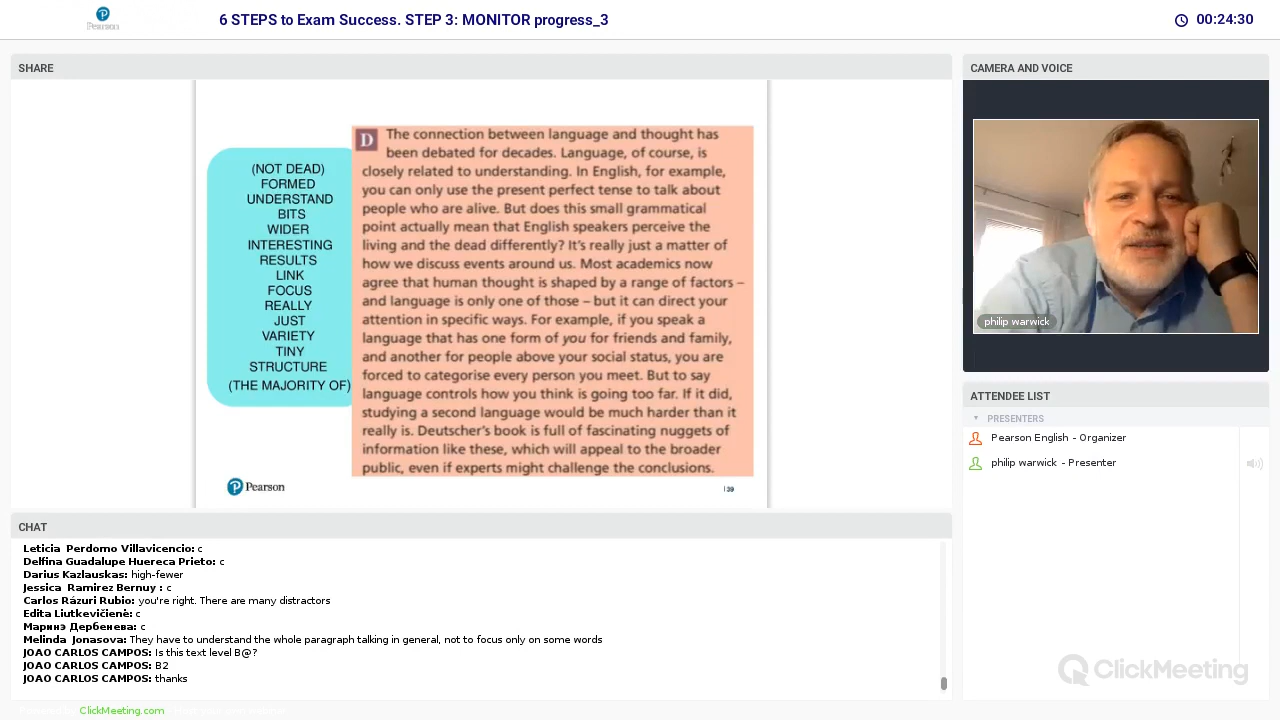 Pearson
6 STEPS to Exam Success. STEP 3: MONITOR progress_3
00:24:30
SHARE
(NOT DEAD)
FORMED
UNDERSTAND
BITS
WIDER
INTERESTING
RESULTS
LINK
FOCUS
REALLY
JUST
VARIETY
TINY
STRUCTURE
(THE MAJORITY OF)
D The connection between language and thought has
been debated for decades. Language, of course, is
closely related to understanding. In English, for example,
you can only use the present perfect tense to talk about
people who are alive. But does this small grammatical
point actually mean that English speakers perceive the
living and the dead differently? It's really just a matter of
how we discuss events around us. Most academics now
agree that human thought is shaped by a range of factors –
and language is only one of those – but it can direct your
attention in specific ways. For example, if you speak a
language that has one form of you for friends and family,
and another for people above your social status, you are
forced to categorise every person you meet. But to say
language controls how you think is going too far. If it did,
studying a second language would be much harder than it
really is. Deutscher's book is full of fascinating nuggets of
information like these, which will appeal to the broader
public, even if experts might challenge the conclusions.
Pearson
CAMERA AND VOICE
philip warwick
ATTENDEE LIST
PRESENTERS
Pearson English - Organizer
philip warwick - Presenter
CHAT
Leticia Perdomo Villavicencio: c
Delfina Guadalupe Huereca Prieto: c
Darius Kazlauskas: high-fewer
Jessica Ramirez Bernuy : c
Carlos Rázuri Rubio: you're right. There are many distractors
Edita Liutkevičienė: c
Маринэ Дербенева: c
Melinda Jonasova: They have to understand the whole paragraph talking in general, not to focus only on some words
JOAO CARLOS CAMPOS: Is this text level B@?
JOAO CARLOS CAMPOS: B2
JOAO CARLOS CAMPOS: thanks
ClickMeeting
ClickMeeting.com